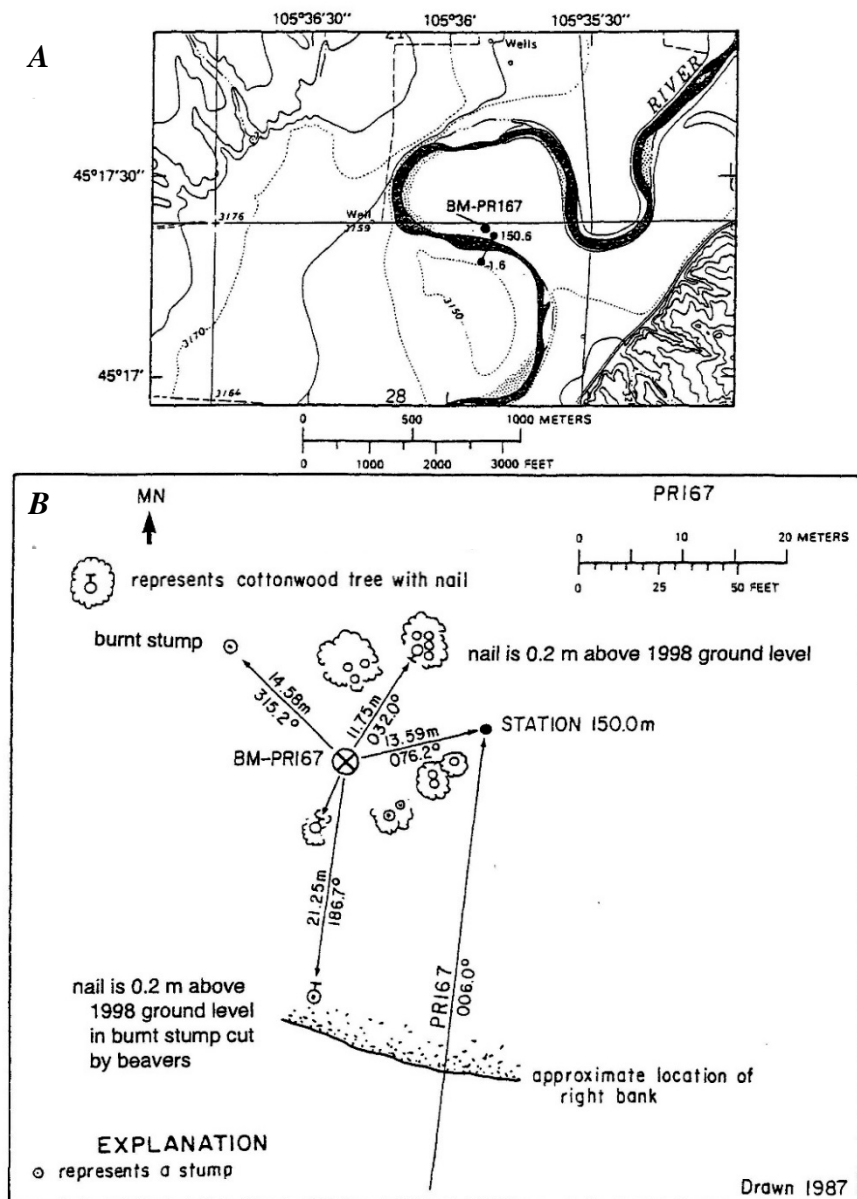 A
105°36'30'' 105°36' 105°35'30''
Wells
RIVER
45°17'30''
BM-PR167
3176
Well
3759
150.6
-1.6
3170
3150
45°17'
3164
28
0 500 1000 METERS
0 1000 2000 3000 FEET
B
MN
PR167
0 10 20 METERS
0 25 50 FEET
represents cottonwood tree with nail
burnt stump
nail is 0.2 m above 1998 ground level
14.58m
315.2°
11.75m
032.0°
13.59m
076.2°
STATION 150.0m
BM-PR167
21.25m
186.7°
PR167
006.0°
nail is 0.2 m above
1998 ground level
in burnt stump cut
by beavers
approximate location of
right bank
EXPLANATION
represents a stump
Drawn 1987